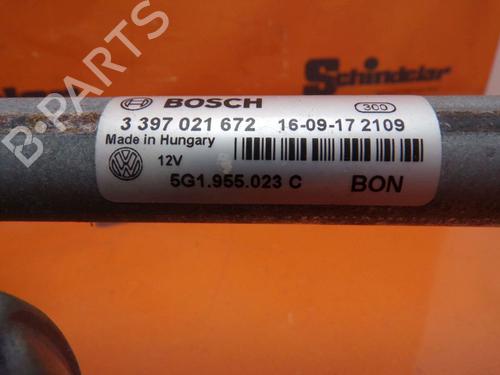 B-PARTS
Schindler
BOSCH 300
3 397 021 672 16-09-17 2109
Made in Hungary
12V
5G1.955.023 C BON